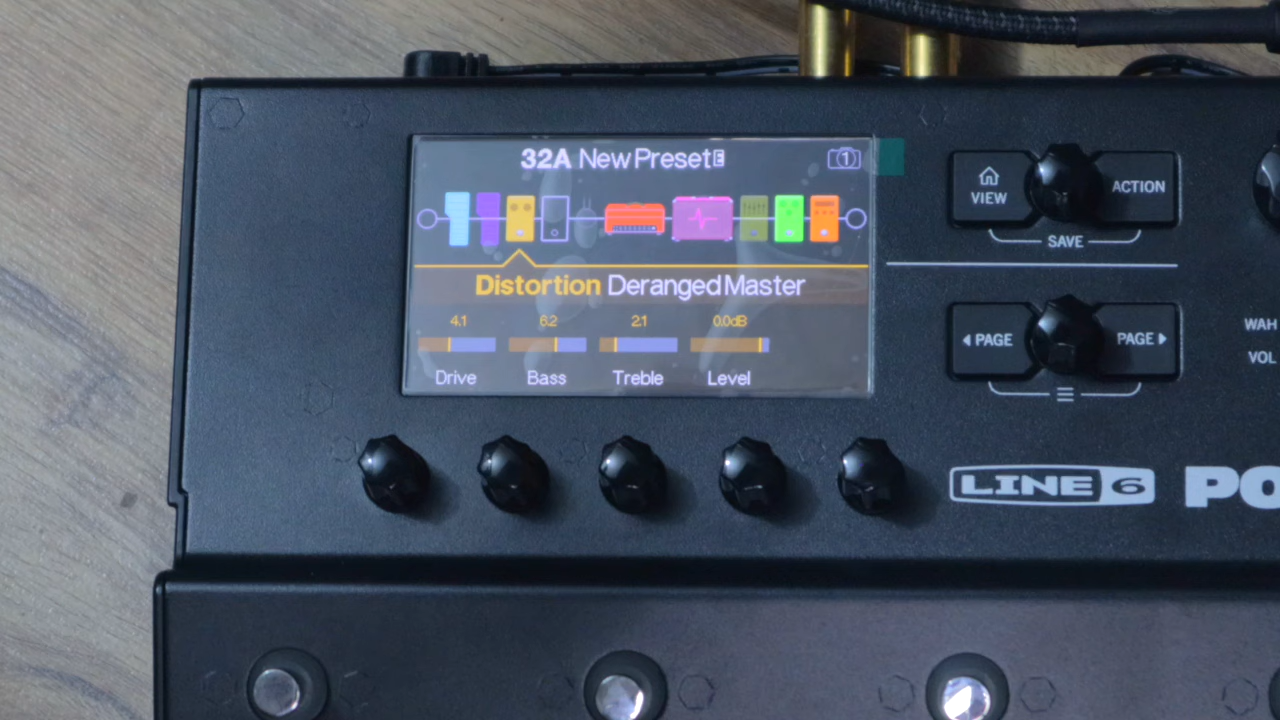 32A New Preset E
1
Distortion Deranged Master
4.1 6.2 2.1 0.0dB
Drive Bass Treble Level
VIEW
ACTION
SAVE
PAGE
PAGE
WAH
VOL
LINE 6 PO